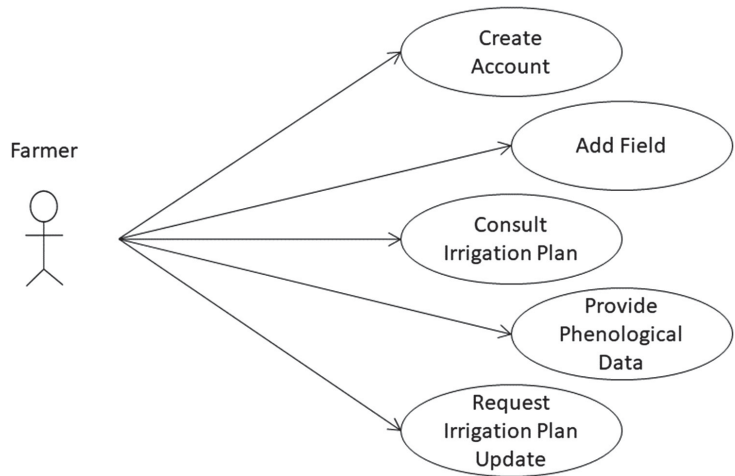 Create
Account
Add Field
Farmer
Consult
Irrigation Plan
Provide
Phenological
Data
Request
Irrigation Plan
Update